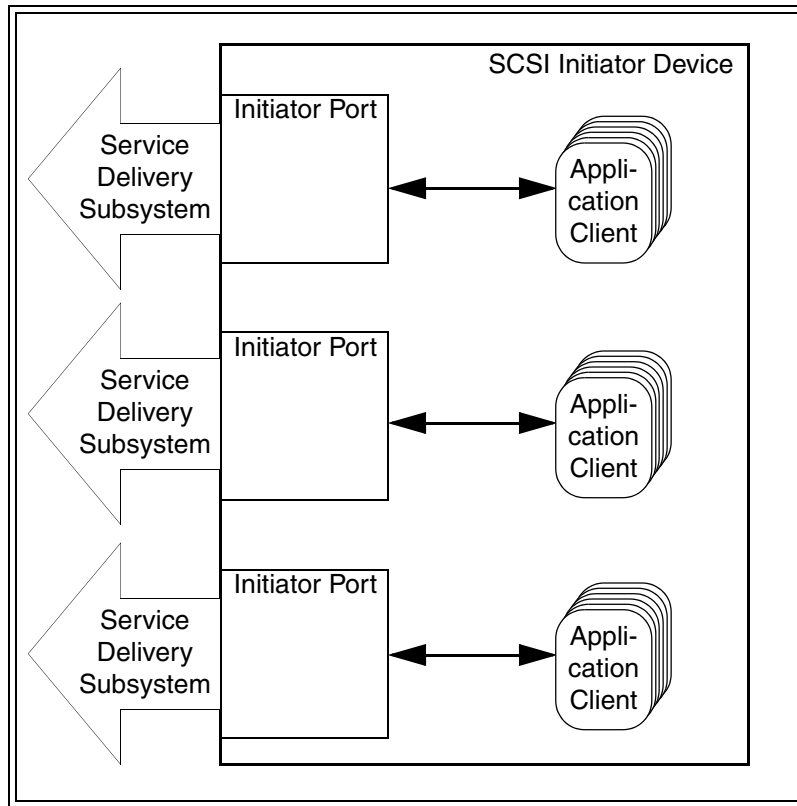 SCSI Initiator Device
Initiator Port
Service
Delivery
Subsystem
Appli-
cation
Client
Initiator Port
Service
Delivery
Subsystem
Appli-
cation
Client
Initiator Port
Service
Delivery
Subsystem
Appli-
cation
Client